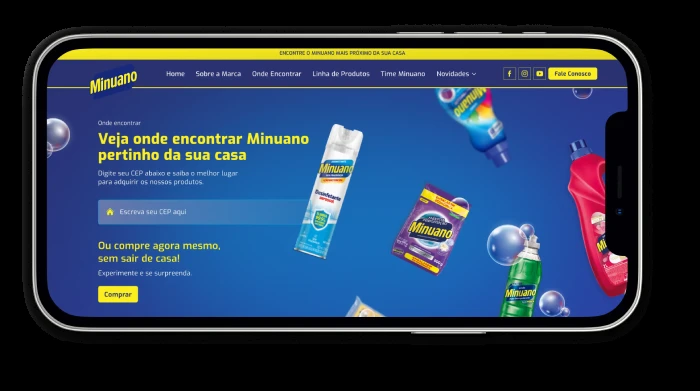 ENCONTRE O MINUANO MAIS PRÓXIMO DA SUA CASA
Minuano
Home Sobre a Marca Onde Encontrar Linha de Produtos Time Minuano Novidades Fale Conosco
Onde encontrar
Veja onde encontrar Minuano
pertinho da sua casa
Digite seu CEP abaixo e saiba o melhor lugar
para adquirir os nossos produtos.
Escreva seu CEP aqui
Ou compre agora mesmo,
sem sair de casa!
Experimente e se surpreenda.
Comprar
Minuano
Desinfetante
Minuano
Minuano
Minuano